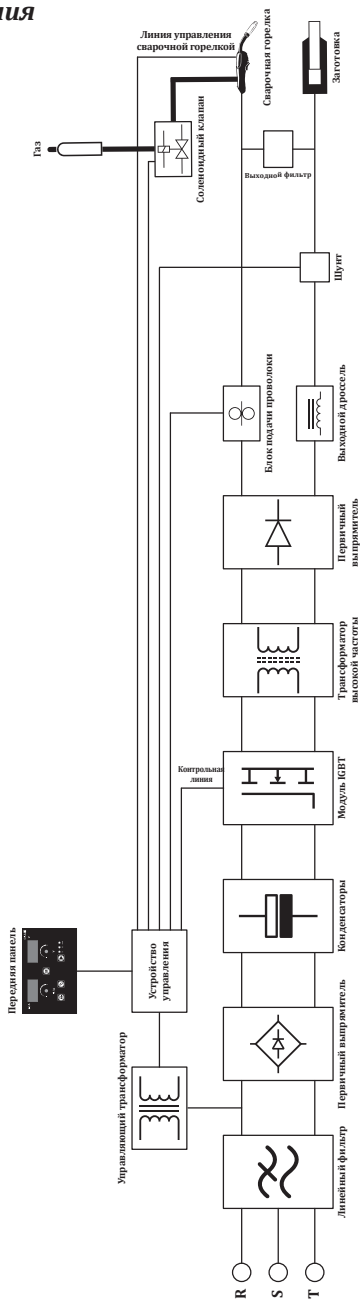 ния
Линия управления
сварочной горелкой
Сварочная горелка
Заготовка
Газ
Соленоидный клапан
Выходной фильтр
Шунт
Блок подачи проволоки
Выходной дроссель
Первичный
выпрямитель
Трансформатор
высокой частоты
Контрольная
линия
Модуль IGBT
Передняя панель
Устройство
управления
Конденсаторы
Управляющий трансформатор
Первичный выпрямитель
Линейный фильтр
R
S
T